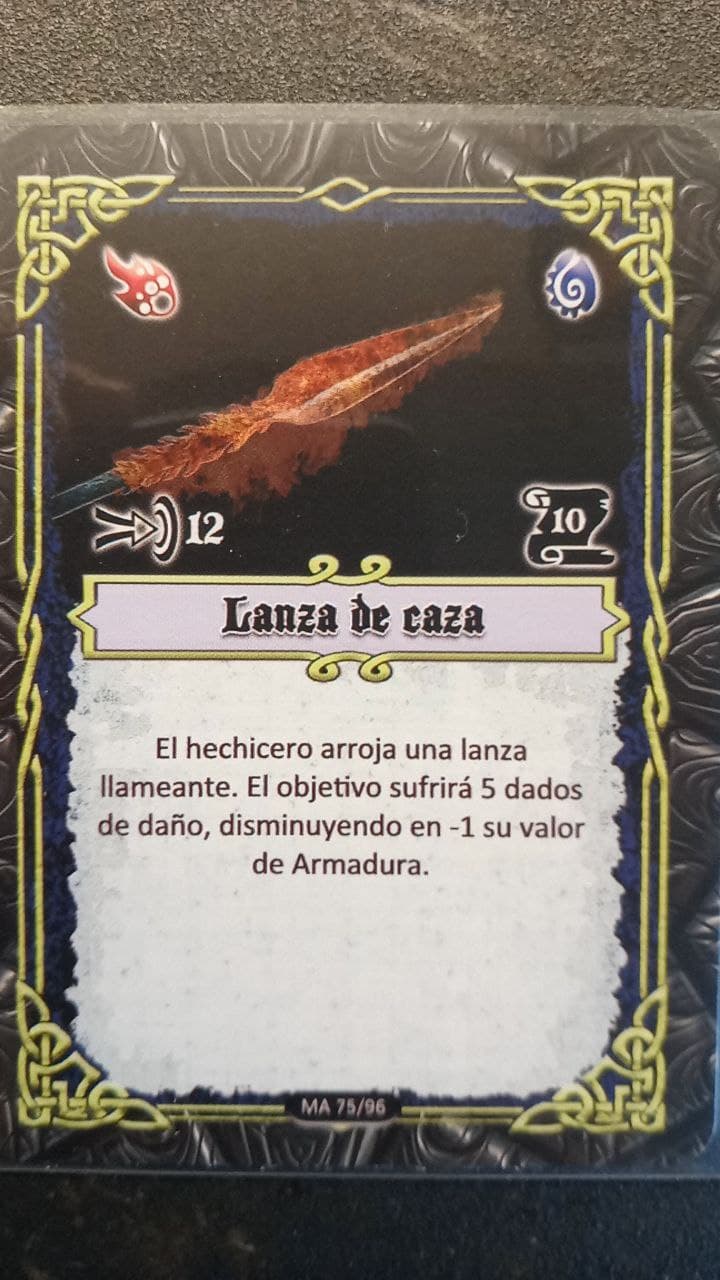 12
10
Lanza de caza
El hechicero arroja una lanza
llameante. El objetivo sufrirá 5 dados
de daño, disminuyendo en -1 su valor
de Armadura.
MA 75/96